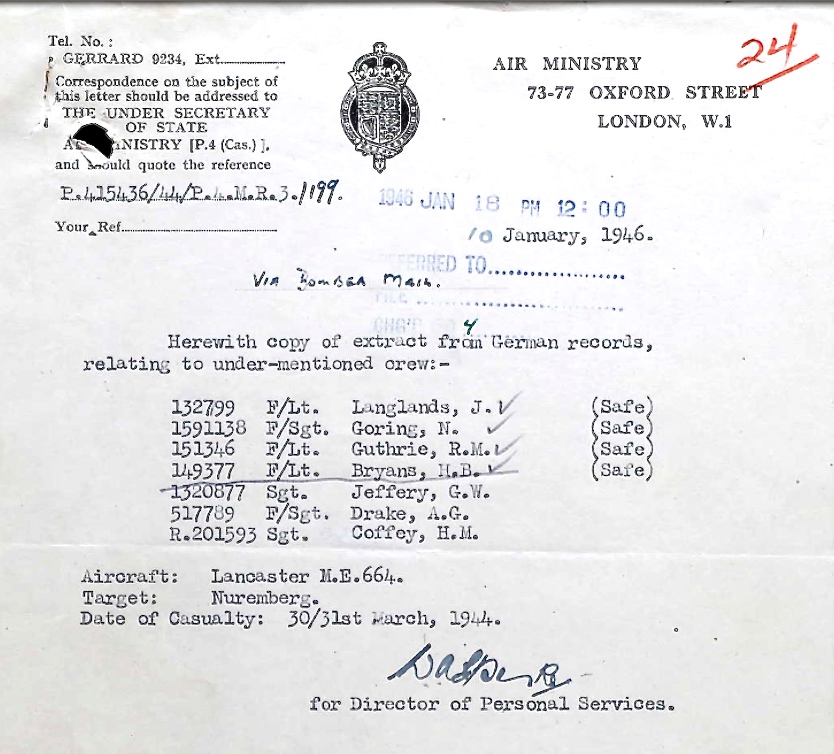 Tel. No.:
GERRARD 9234, Ext
Correspondence on the subject of
this letter should be addressed to
THE UNDER SECRETARY
OF STATE
MINISTRY [P.4 (Cas.)],
and should quote the reference
P.415436/44/P.4.M.R.3./199.
Your Ref
24
AIR MINISTRY
73-77 OXFORD STREET
LONDON, W.1
1946 JAN 18 PM 12:00
10 January, 1946.
REFERRED TO
Via Bomber Mail.
FILE
CHG'D TO
4
Herewith copy of extract from German records,
relating to under-mentioned crew:-
132799 F/Lt. Langlands, J. (Safe)
1591138 F/Sgt. Goring, N. (Safe)
151346 F/Lt. Guthrie, R.M. (Safe)
149377 F/Lt. Bryans, H.B. (Safe)
1320877 Sgt. Jeffery, G.W.
517789 F/Sgt. Drake, A.G.
R.201593 Sgt. Coffey, H.M.
Aircraft: Lancaster M.E.664.
Target: Nuremberg.
Date of Casualty: 30/31st March, 1944.
for Director of Personal Services.